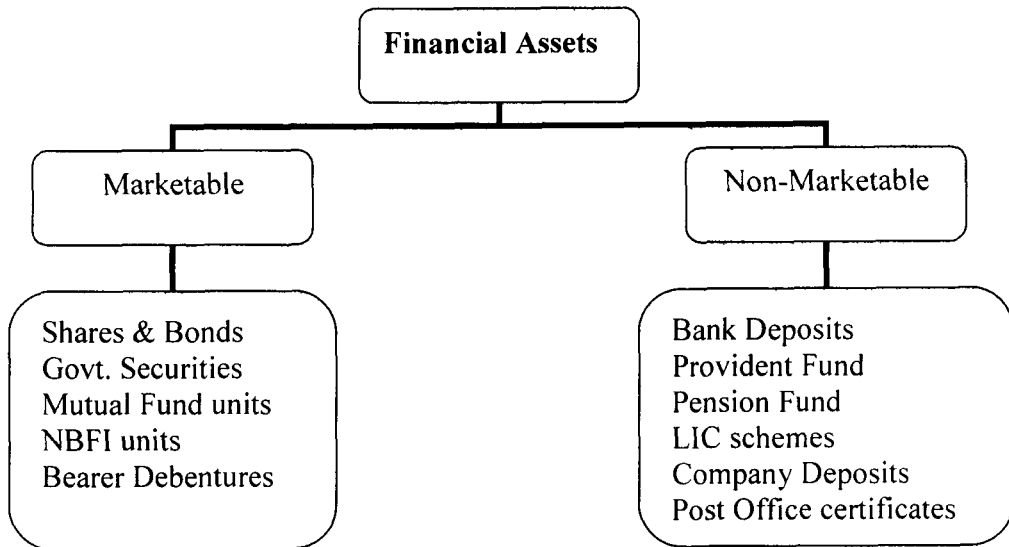 Financial Assets
Marketable
Non-Marketable
Shares & Bonds
Govt. Securities
Mutual Fund units
NBFI units
Bearer Debentures
Bank Deposits
Provident Fund
Pension Fund
LIC schemes
Company Deposits
Post Office certificates